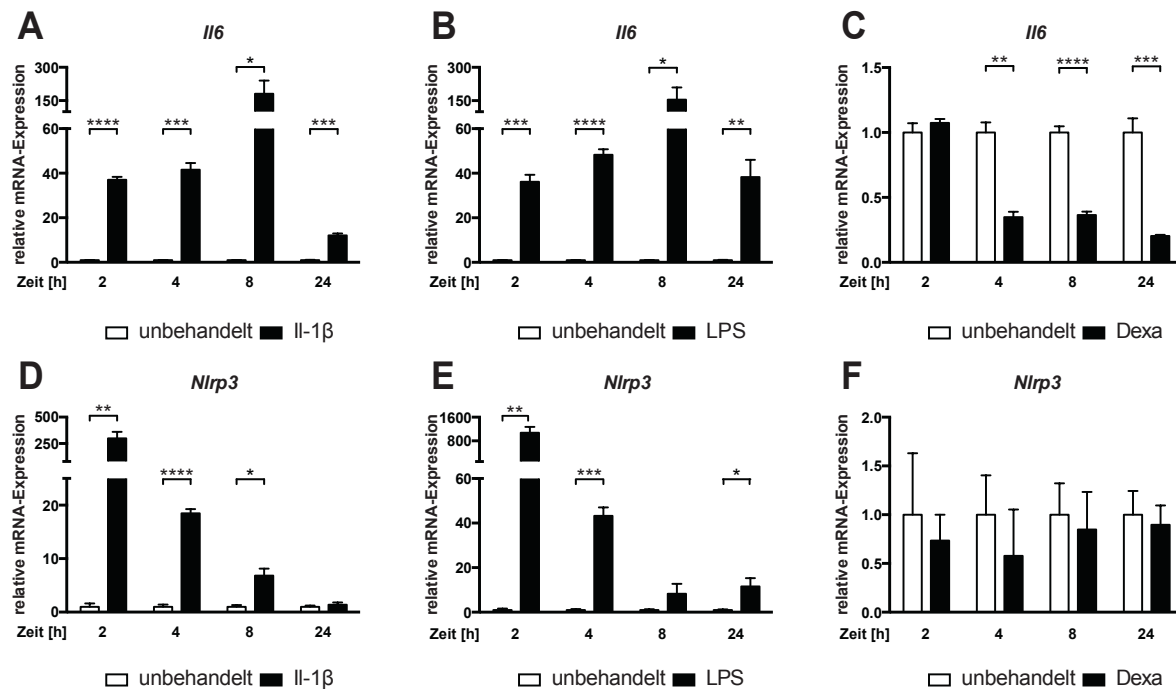 A
Il6
relative mRNA-Expression
300
150
60
40
20
0
****
***
*
***
Zeit [h]
2
4
8
24
unbehandelt
Il-1β
B
Il6
relative mRNA-Expression
300
150
60
40
20
0
***
****
*
**
Zeit [h]
2
4
8
24
unbehandelt
LPS
C
Il6
relative mRNA-Expression
1.5
1.0
0.5
0.0
**
****
***
Zeit [h]
2
4
8
24
unbehandelt
Dexa
D
Nlrp3
relative mRNA-Expression
500
250
20
10
0
**
****
*
Zeit [h]
2
4
8
24
unbehandelt
Il-1β
E
Nlrp3
relative mRNA-Expression
1600
800
60
40
20
0
**
***
*
Zeit [h]
2
4
8
24
unbehandelt
LPS
F
Nlrp3
relative mRNA-Expression
2.0
1.5
1.0
0.5
0.0
Zeit [h]
2
4
8
24
unbehandelt
Dexa